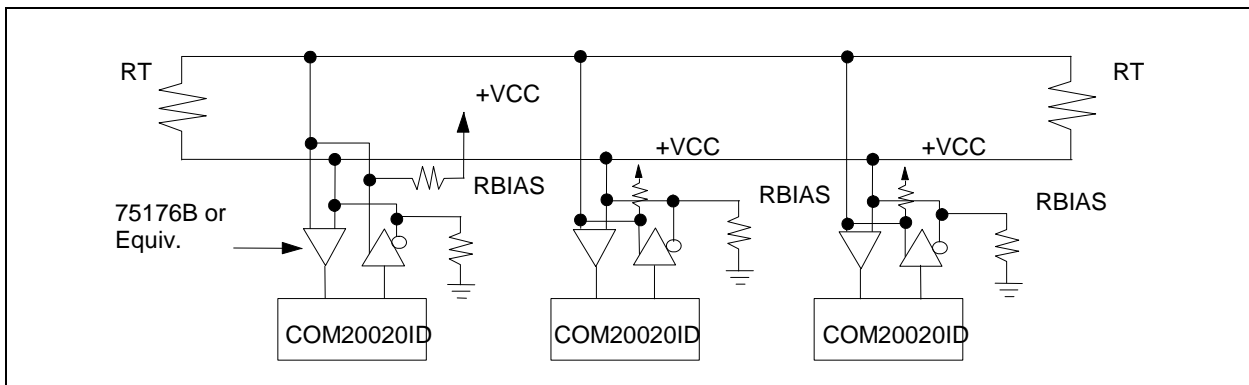 RT
RT
+VCC
+VCC
+VCC
RBIAS
RBIAS
RBIAS
75176B or
Equiv.
COM20020ID
COM20020ID
COM20020ID